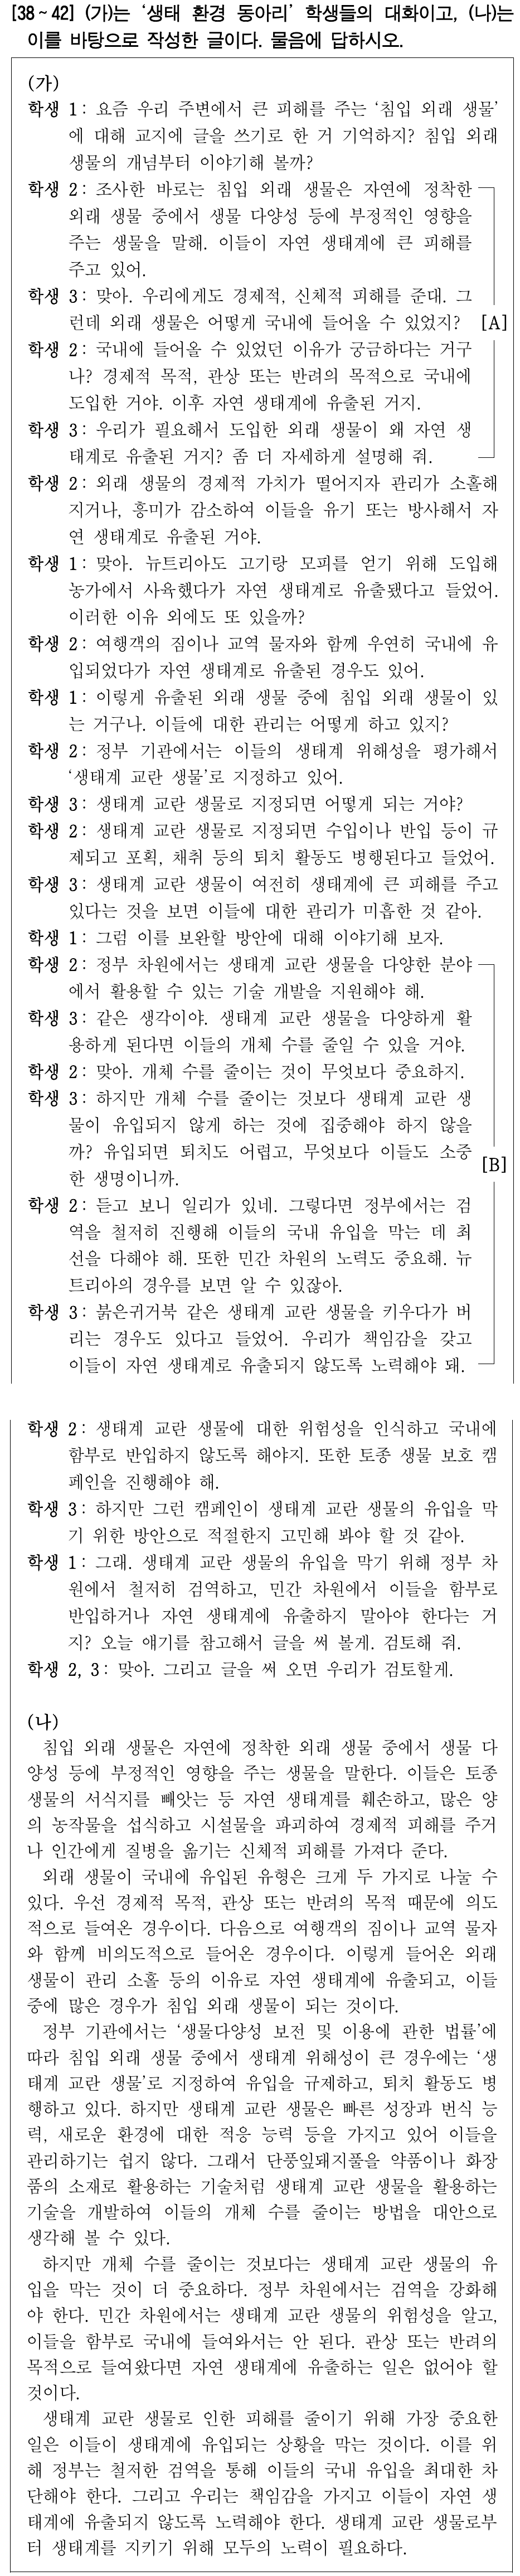 [38～42] (가)는 ‘생태 환경 동아리’ 학생들의 대화이고, (나)는
이를 바탕으로 작성한 글이다. 물음에 답하시오.
(가)
학생 1: 요즘 우리 주변에서 큰 피해를 주는 ‘침입 외래 생물’
에 대해 교지에 글을 쓰기로 한 거 기억하지? 침입 외래
생물의 개념부터 이야기해 볼까?
학생 2: 조사한 바로는 침입 외래 생물은 자연에 정착한
외래 생물 중에서 생물 다양성 등에 부정적인 영향을
주는 생물을 말해. 이들이 자연 생태계에 큰 피해를
주고 있어.
학생 3: 맞아. 우리에게도 경제적, 신체적 피해를 준대. 그
런데 외래 생물은 어떻게 국내에 들어올 수 있었지? [A]
학생 2: 국내에 들어올 수 있었던 이유가 궁금하다는 거구
나? 경제적 목적, 관상 또는 반려의 목적으로 국내에
도입한 거야. 이후 자연 생태계에 유출된 거지.
학생 3: 우리가 필요해서 도입한 외래 생물이 왜 자연 생
태계로 유출된 거지? 좀 더 자세하게 설명해 줘.
학생 2: 외래 생물의 경제적 가치가 떨어지자 관리가 소홀해
지거나, 흥미가 감소하여 이들을 유기 또는 방사해서 자
연 생태계로 유출된 거야.
학생 1: 맞아. 뉴트리아도 고기랑 모피를 얻기 위해 도입해
농가에서 사육했다가 자연 생태계로 유출됐다고 들었어.
이러한 이유 외에도 또 있을까?
학생 2: 여행객의 짐이나 교역 물자와 함께 우연히 국내에 유
입되었다가 자연 생태계로 유출된 경우도 있어.
학생 1: 이렇게 유출된 외래 생물 중에 침입 외래 생물이 있
는 거구나. 이들에 대한 관리는 어떻게 하고 있지?
학생 2: 정부 기관에서는 이들의 생태계 위해성을 평가해서
‘생태계 교란 생물’로 지정하고 있어.
학생 3: 생태계 교란 생물로 지정되면 어떻게 되는 거야?
학생 2: 생태계 교란 생물로 지정되면 수입이나 반입 등이 규
제되고 포획, 채취 등의 퇴치 활동도 병행된다고 들었어.
학생 3: 생태계 교란 생물이 여전히 생태계에 큰 피해를 주고
있다는 것을 보면 이들에 대한 관리가 미흡한 것 같아.
학생 1: 그럼 이를 보완할 방안에 대해 이야기해 보자.
학생 2: 정부 차원에서는 생태계 교란 생물을 다양한 분야
에서 활용할 수 있는 기술 개발을 지원해야 해.
학생 3: 같은 생각이야. 생태계 교란 생물을 다양하게 활
용하게 된다면 이들의 개체 수를 줄일 수 있을 거야.
학생 2: 맞아. 개체 수를 줄이는 것이 무엇보다 중요하지.
학생 3: 하지만 개체 수를 줄이는 것보다 생태계 교란 생
물이 유입되지 않게 하는 것에 집중해야 하지 않을
까? 유입되면 퇴치도 어렵고, 무엇보다 이들도 소중 [B]
한 생명이니까.
학생 2: 듣고 보니 일리가 있네. 그렇다면 정부에서는 검
역을 철저히 진행해 이들의 국내 유입을 막는 데 최
선을 다해야 해. 또한 민간 차원의 노력도 중요해. 뉴
트리아의 경우를 보면 알 수 있잖아.
학생 3: 붉은귀거북 같은 생태계 교란 생물을 키우다가 버
리는 경우도 있다고 들었어. 우리가 책임감을 갖고
이들이 자연 생태계로 유출되지 않도록 노력해야 돼.
학생 2: 생태계 교란 생물에 대한 위험성을 인식하고 국내에
함부로 반입하지 않도록 해야지. 또한 토종 생물 보호 캠
페인을 진행해야 해.
학생 3: 하지만 그런 캠페인이 생태계 교란 생물의 유입을 막
기 위한 방안으로 적절한지 고민해 봐야 할 것 같아.
학생 1: 그래. 생태계 교란 생물의 유입을 막기 위해 정부 차
원에서 철저히 검역하고, 민간 차원에서 이들을 함부로
반입하거나 자연 생태계에 유출하지 말아야 한다는 거
지? 오늘 얘기를 참고해서 글을 써 볼게. 검토해 줘.
학생 2, 3: 맞아. 그리고 글을 써 오면 우리가 검토할게.
(나)
침입 외래 생물은 자연에 정착한 외래 생물 중에서 생물 다
양성 등에 부정적인 영향을 주는 생물을 말한다. 이들은 토종
생물의 서식지를 빼앗는 등 자연 생태계를 훼손하고, 많은 양
의 농작물을 섭식하고 시설물을 파괴하여 경제적 피해를 주거
나 인간에게 질병을 옮기는 신체적 피해를 가져다 준다.
외래 생물이 국내에 유입된 유형은 크게 두 가지로 나눌 수
있다. 우선 경제적 목적, 관상 또는 반려의 목적 때문에 의도
적으로 들여온 경우이다. 다음으로 여행객의 짐이나 교역 물자
와 함께 비의도적으로 들어온 경우이다. 이렇게 들어온 외래
생물이 관리 소홀 등의 이유로 자연 생태계에 유출되고, 이들
중에 많은 경우가 침입 외래 생물이 되는 것이다.
정부 기관에서는 ‘생물다양성 보전 및 이용에 관한 법률’에
따라 침입 외래 생물 중에서 생태계 위해성이 큰 경우에는 ‘생
태계 교란 생물’로 지정하여 유입을 규제하고, 퇴치 활동도 병
행하고 있다. 하지만 생태계 교란 생물은 빠른 성장과 번식 능
력, 새로운 환경에 대한 적응 능력 등을 가지고 있어 이들을
관리하기는 쉽지 않다. 그래서 단풍잎돼지풀을 약품이나 화장
품의 소재로 활용하는 기술처럼 생태계 교란 생물을 활용하는
기술을 개발하여 이들의 개체 수를 줄이는 방법을 대안으로
생각해 볼 수 있다.
하지만 개체 수를 줄이는 것보다는 생태계 교란 생물의 유
입을 막는 것이 더 중요하다. 정부 차원에서는 검역을 강화해
야 한다. 민간 차원에서는 생태계 교란 생물의 위험성을 알고,
이들을 함부로 국내에 들여와서는 안 된다. 관상 또는 반려의
목적으로 들여왔다면 자연 생태계에 유출하는 일은 없어야 할
것이다.
생태계 교란 생물로 인한 피해를 줄이기 위해 가장 중요한
일은 이들이 생태계에 유입되는 상황을 막는 것이다. 이를 위
해 정부는 철저한 검역을 통해 이들의 국내 유입을 최대한 차
단해야 한다. 그리고 우리는 책임감을 가지고 이들이 자연 생
태계에 유출되지 않도록 노력해야 한다. 생태계 교란 생물로부
터 생태계를 지키기 위해 모두의 노력이 필요하다.